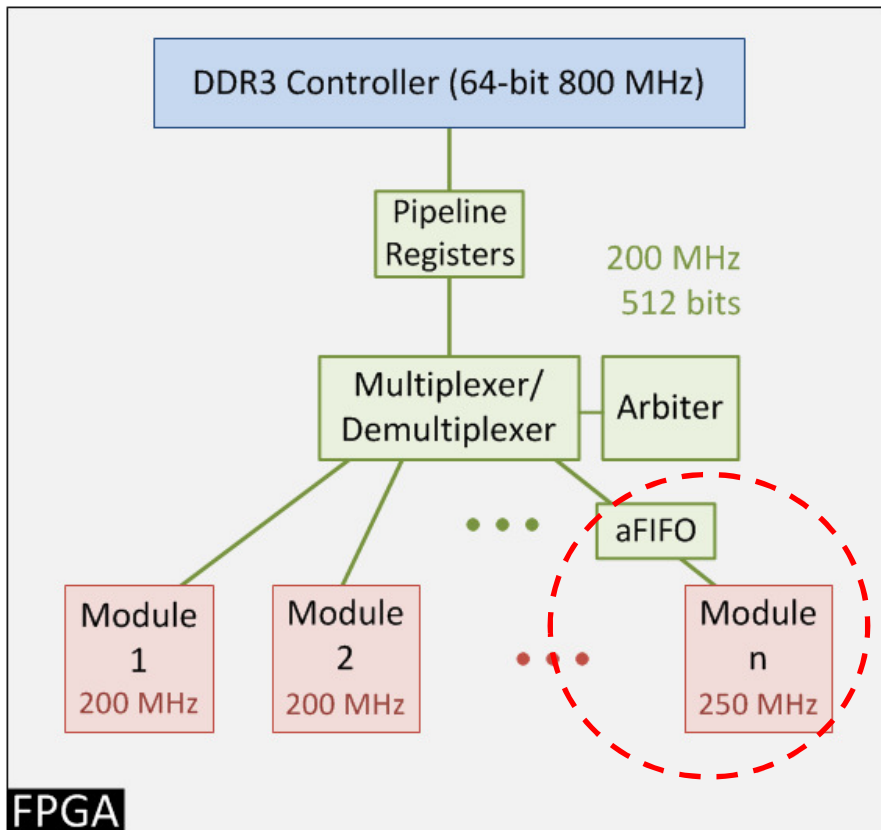 DDR3 Controller (64-bit 800 MHz)
Pipeline
Registers
200 MHz
512 bits
Multiplexer/
Demultiplexer
Arbiter
aFIFO
Module
1
200 MHz
Module
2
200 MHz
Module
n
250 MHz
FPGA